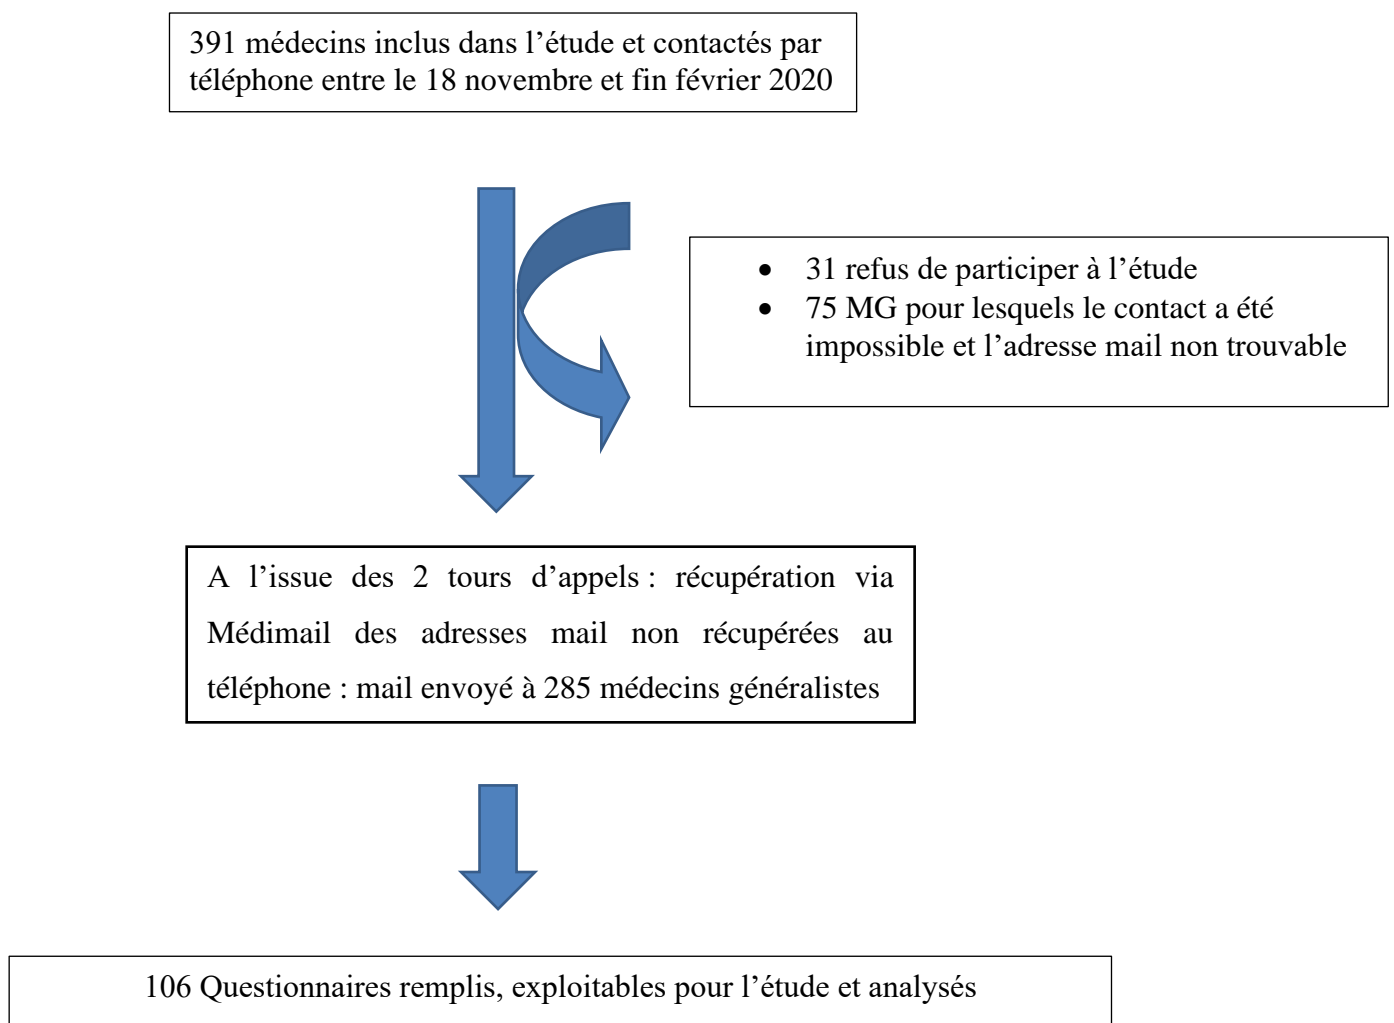 391 médecins inclus dans l’étude et contactés par
téléphone entre le 18 novembre et fin février 2020
• 31 refus de participer à l’étude
• 75 MG pour lesquels le contact a été
impossible et l’adresse mail non trouvable
A l’issue des 2 tours d’appels : récupération via
Médimail des adresses mail non récupérées au
téléphone : mail envoyé à 285 médecins généralistes
106 Questionnaires remplis, exploitables pour l’étude et analysés